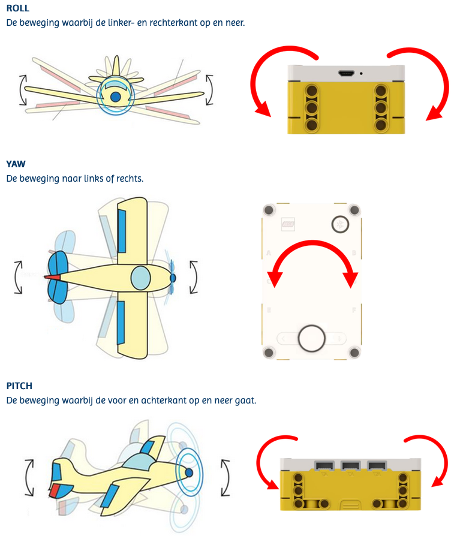 ROLL
De beweging waarbij de linker- en rechterkant op en neer.
YAW
De beweging naar links of rechts.
PITCH
De beweging waarbij de voor en achterkant op en neer gaat.